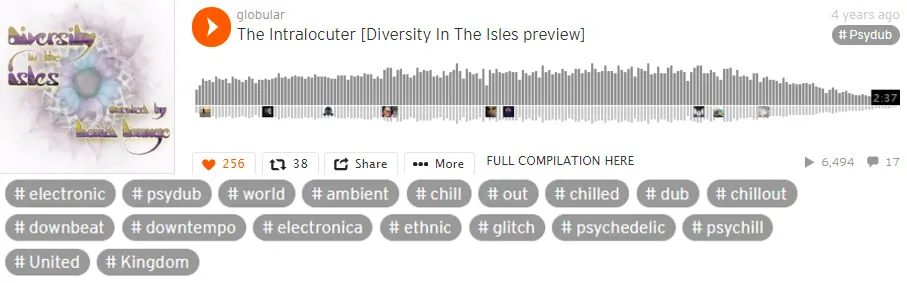 Diversity
in the
Isles
curated by
globular
4 years ago
The Intralocuter [Diversity In The Isles preview]
# Psydub
2:37
256
38
Share
More
FULL COMPILATION HERE
6,494
17
# electronic # psydub # world # ambient # chill # out # chilled # dub # chillout
# downbeat # downtempo # electronica # ethnic # glitch # psychedelic # psychill
# United # Kingdom